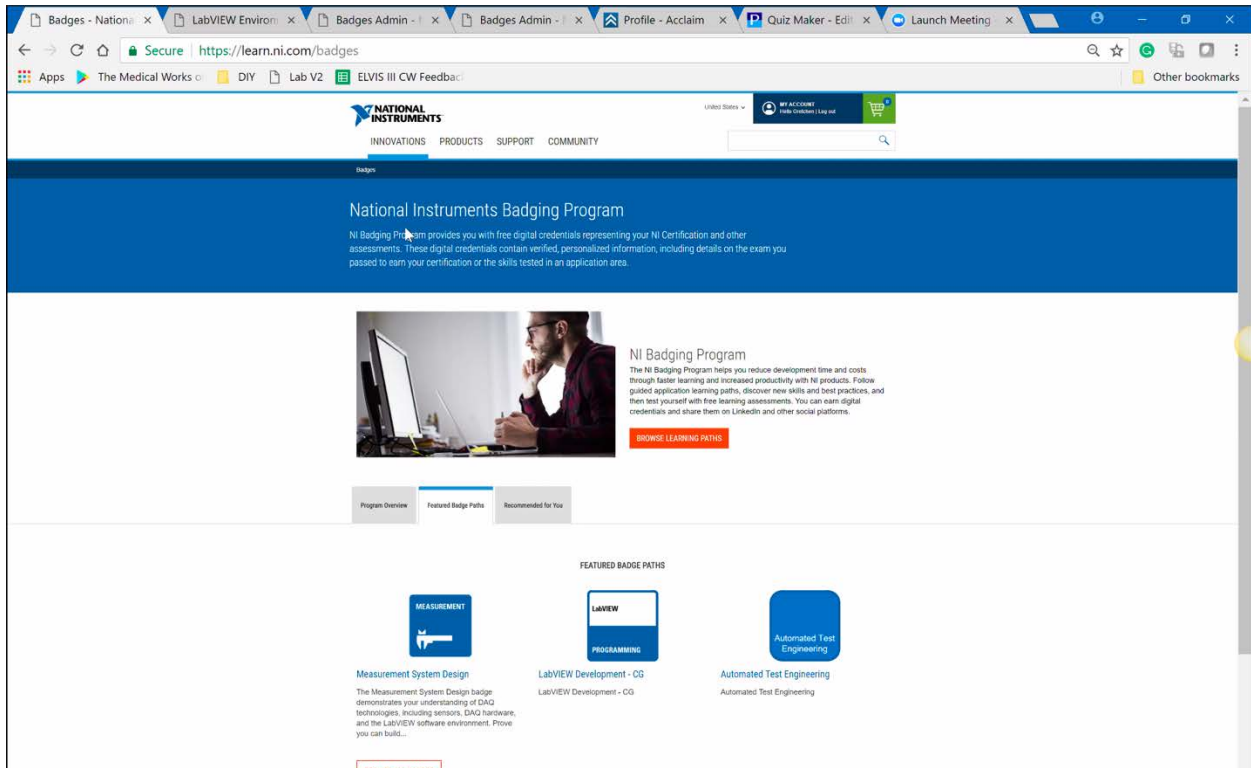 Badges - Nationa
LabVIEW Environ
Badges Admin -
Badges Admin -
Profile - Acclaim
Quiz Maker - Edi
Launch Meeting
Secure | https://learn.ni.com/badges
Apps The Medical Works o DIY Lab V2 ELVIS III CW Feedbac Other bookmarks
NATIONAL
INSTRUMENTS
United States
MY ACCOUNT
Hello Gretchen | Log out
0
INNOVATIONS PRODUCTS SUPPORT COMMUNITY
Badges
National Instruments Badging Program
NI Badging Program provides you with free digital credentials representing your NI Certification and other
assessments. These digital credentials contain verified, personalized information, including details on the exam you
passed to earn your certification or the skills tested in an application area.
NI Badging Program
The NI Badging Program helps you reduce development time and costs
through faster learning and increased productivity with NI products. Follow
guided application learning paths, discover new skills and best practices, and
then test yourself with free learning assessments. You can earn digital
credentials and share them on LinkedIn and other social platforms.
BROWSE LEARNING PATHS
Program Overview Featured Badge Paths Recommended for You
FEATURED BADGE PATHS
MEASUREMENT
LabVIEW
PROGRAMMING
Automated Test
Engineering
Measurement System Design
The Measurement System Design badge
demonstrates your understanding of DAQ
technologies, including sensors, DAQ hardware,
and the LabVIEW software environment. Prove
you can build...
LabVIEW Development - CG
LabVIEW Development - CG
Automated Test Engineering
Automated Test Engineering